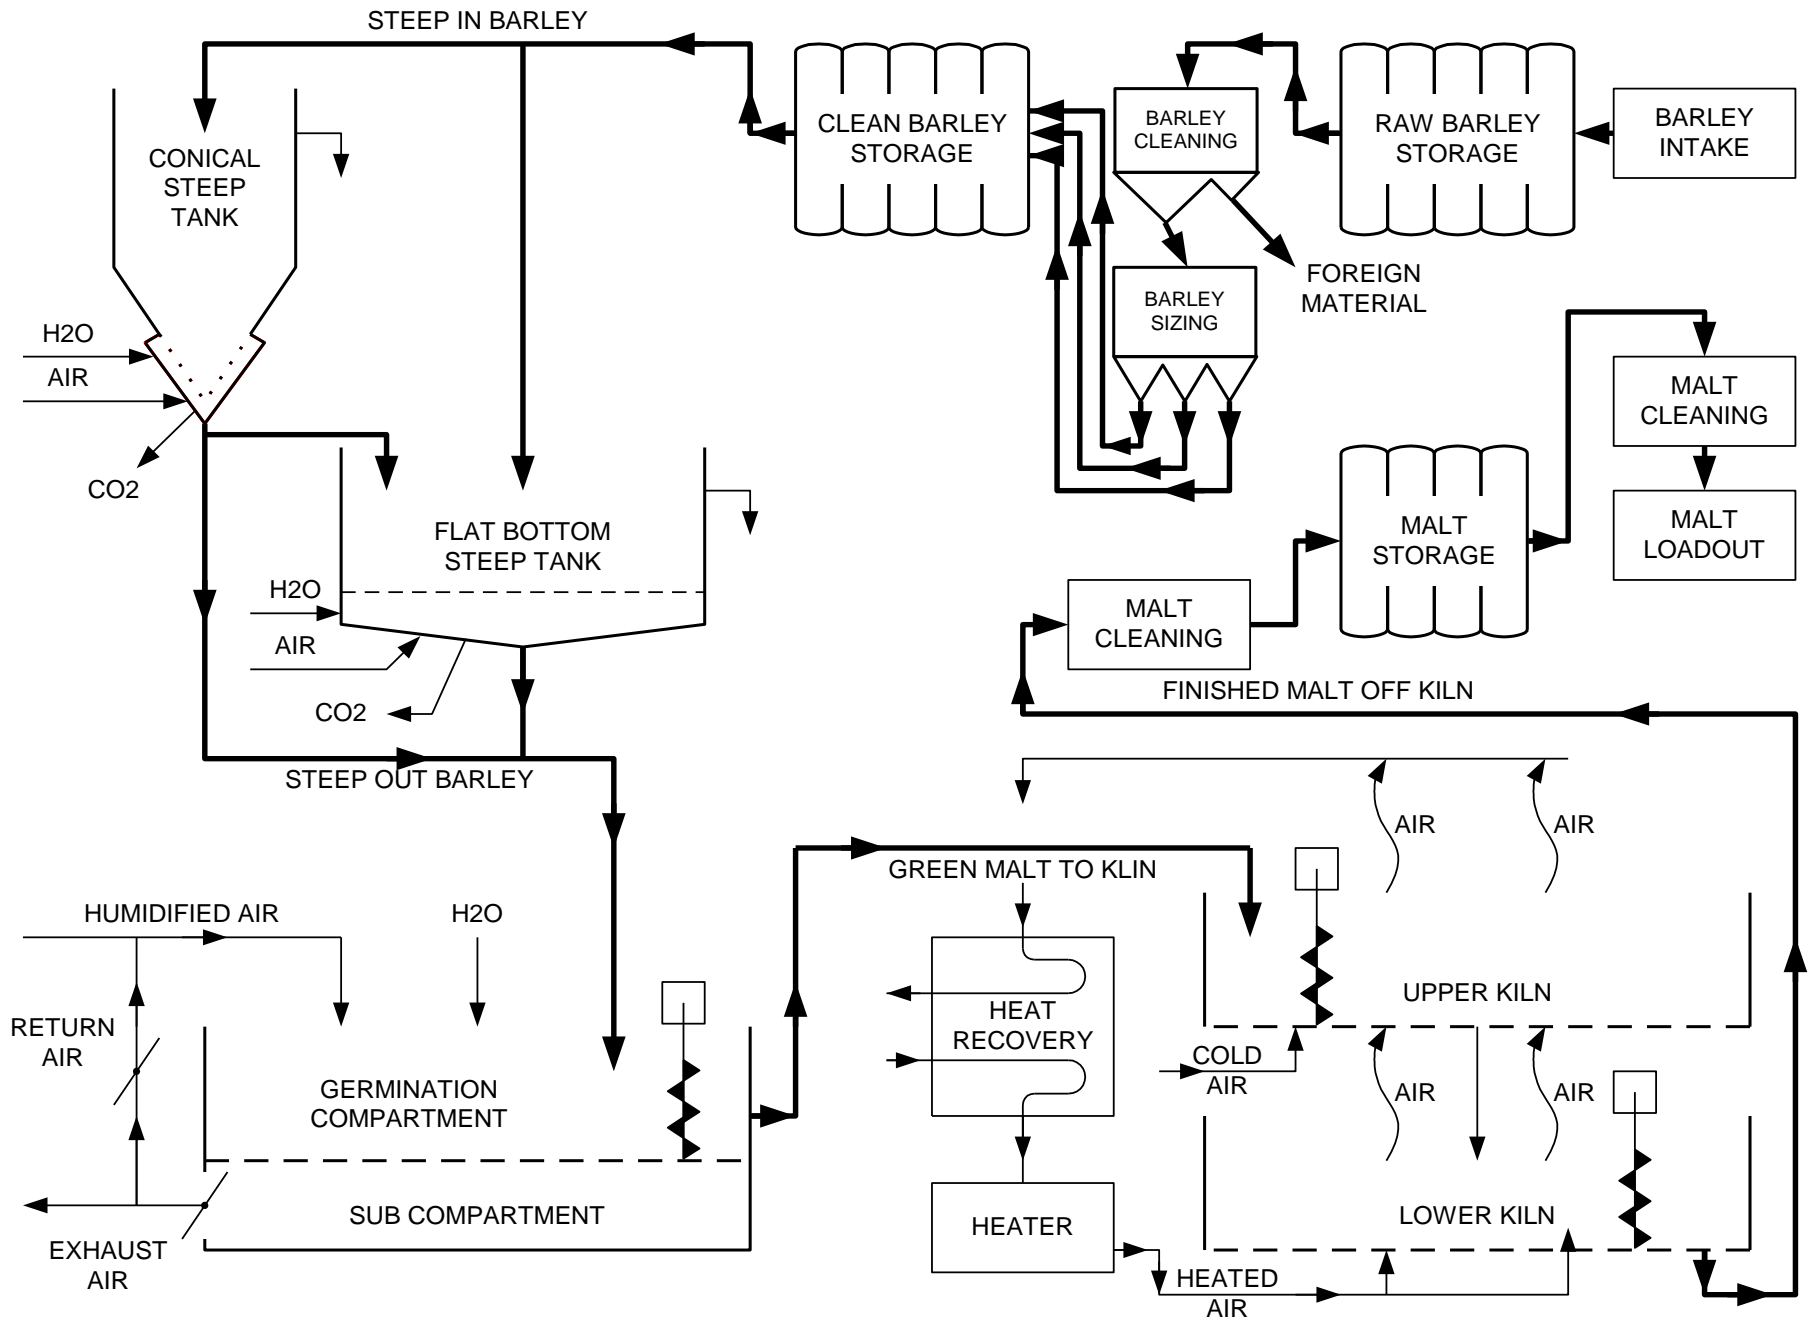 STEEP IN BARLEY
CONICAL
STEEP
TANK
CLEAN BARLEY
STORAGE
BARLEY
CLEANING
RAW BARLEY
STORAGE
BARLEY
INTAKE
FOREIGN
MATERIAL
BARLEY
SIZING
H2O
AIR
CO2
MALT
CLEANING
MALT
LOADOUT
MALT
STORAGE
FLAT BOTTOM
STEEP TANK
H2O
AIR
CO2
MALT
CLEANING
FINISHED MALT OFF KILN
STEEP OUT BARLEY
AIR
AIR
GREEN MALT TO KLIN
HUMIDIFIED AIR
H2O
RETURN
AIR
HEAT
RECOVERY
UPPER KILN
COLD
AIR
AIR
AIR
GERMINATION
COMPARTMENT
SUB COMPARTMENT
HEATER
LOWER KILN
EXHAUST
AIR
HEATED
AIR